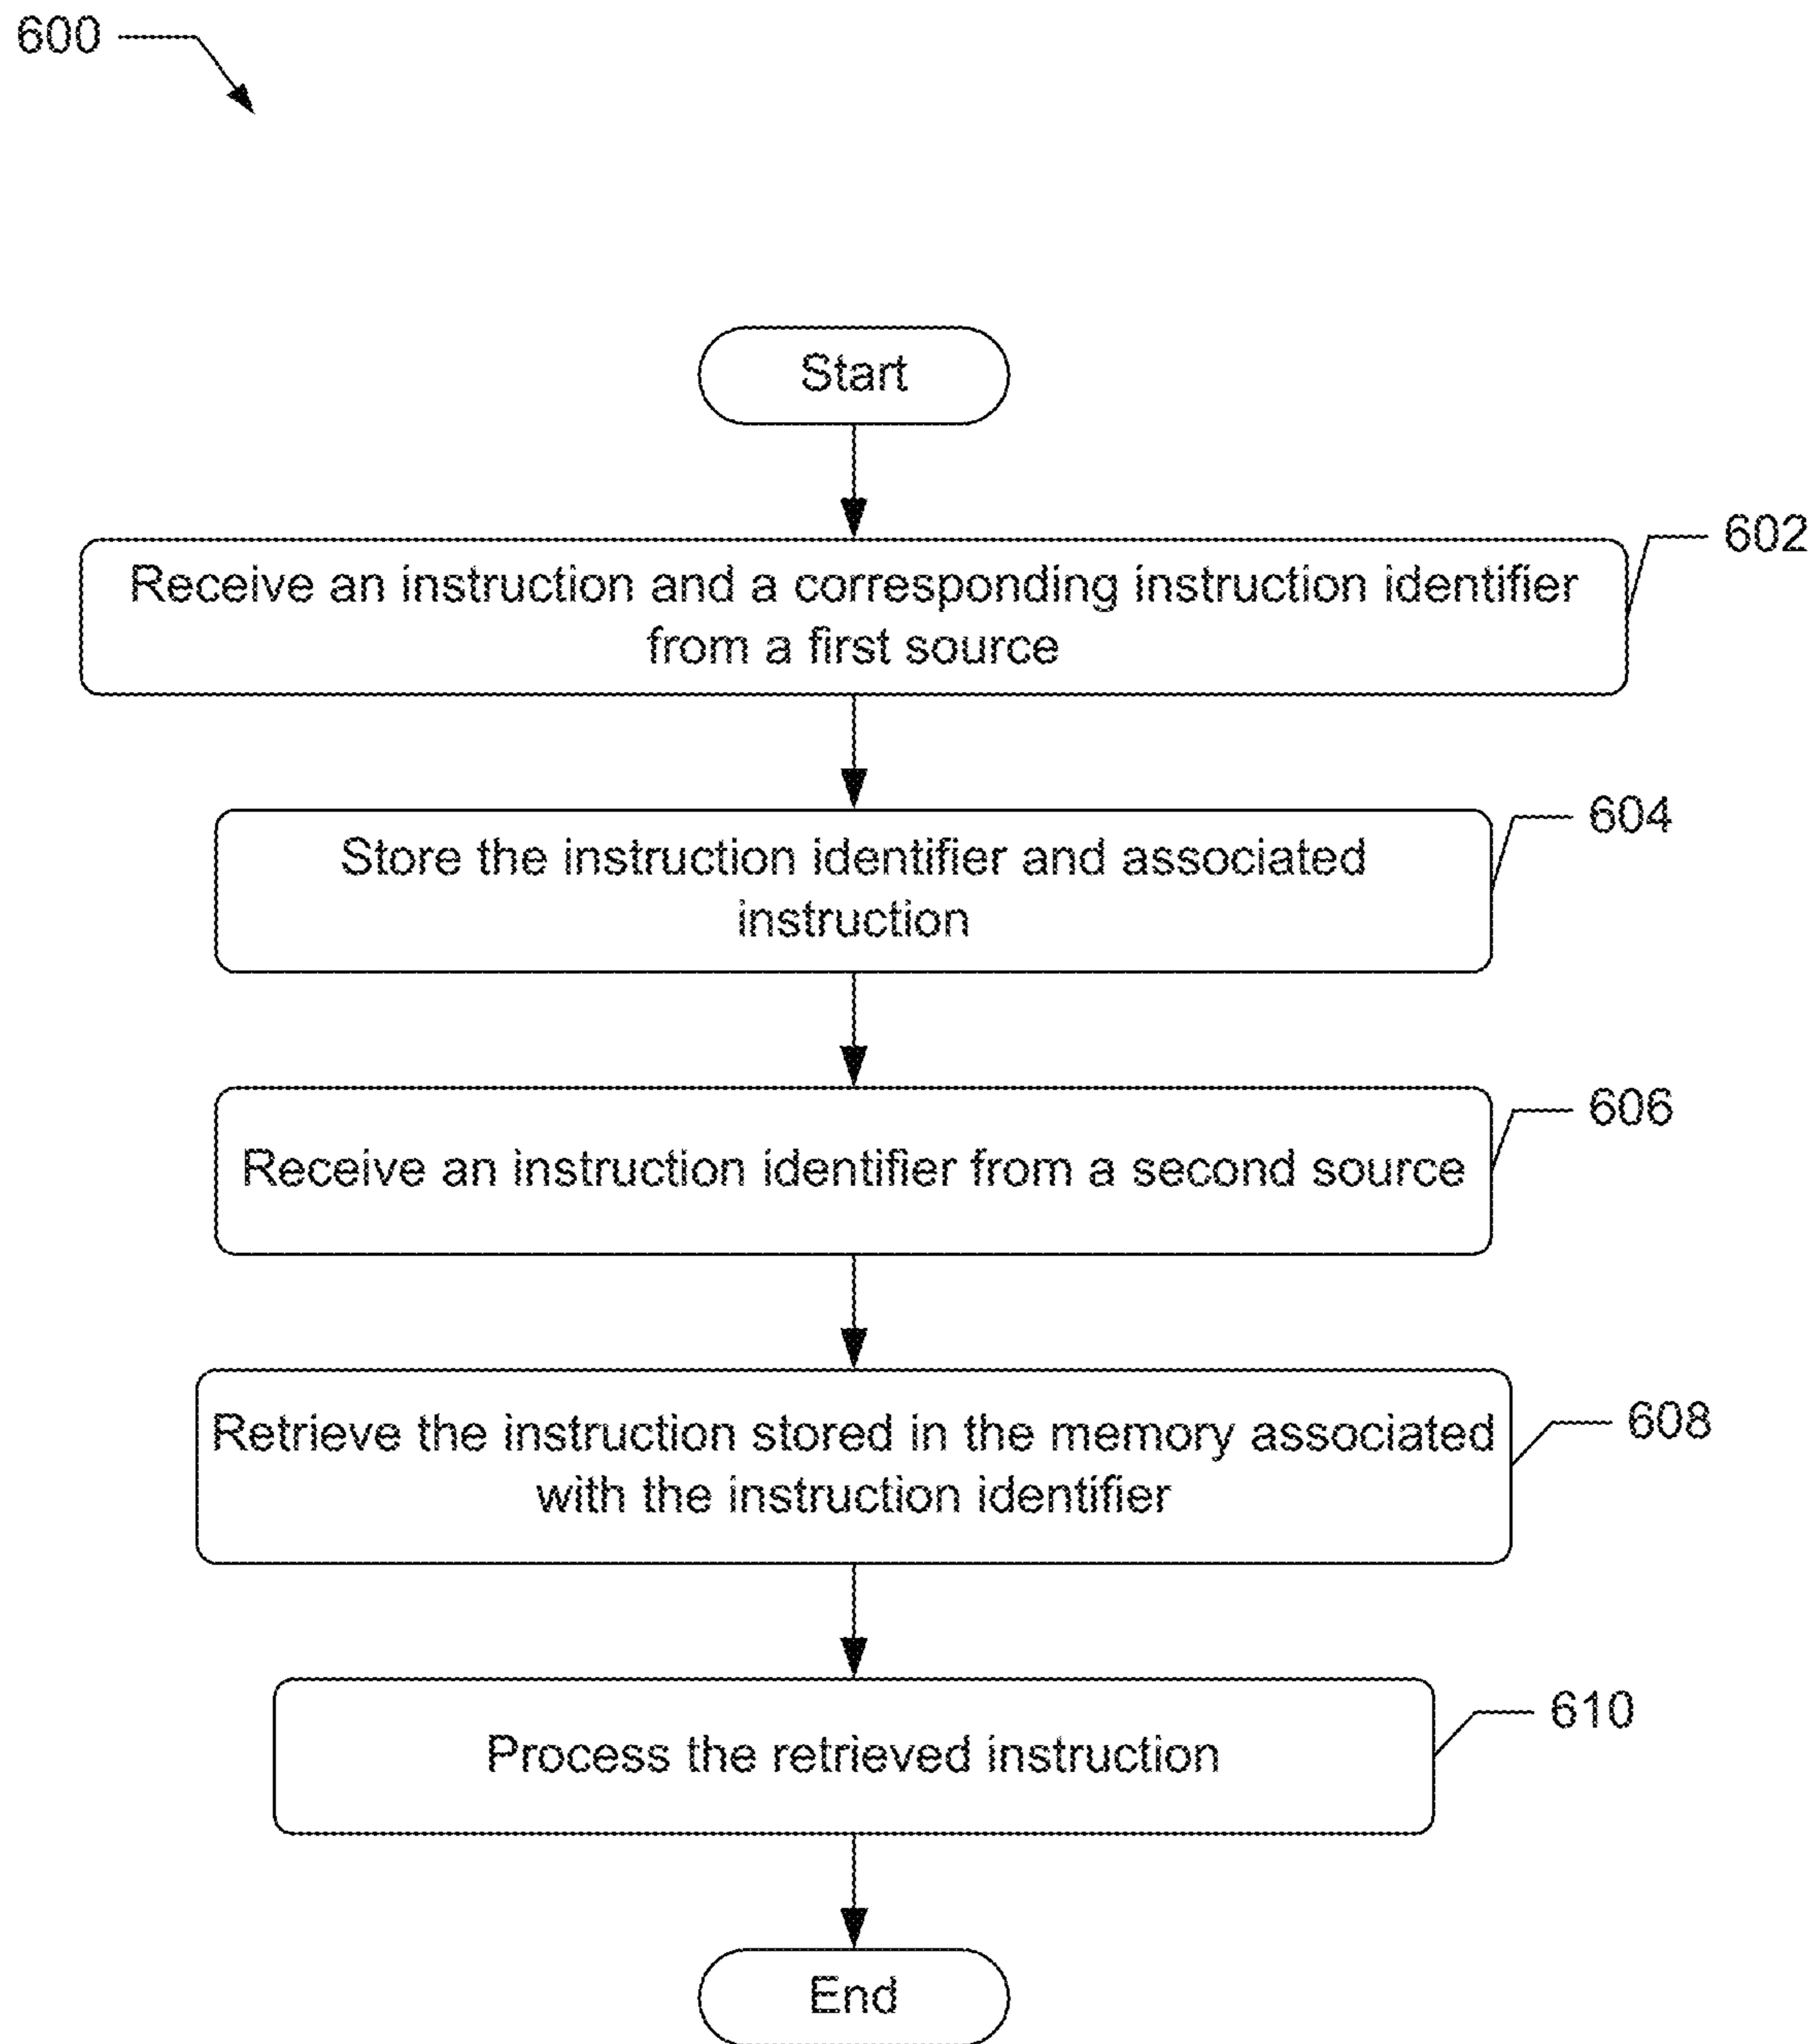 600
Start
602
Receive an instruction and a corresponding instruction identifier
from a first source
604
Store the instruction identifier and associated
instruction
606
Receive an instruction identifier from a second source
608
Retrieve the instruction stored in the memory associated
with the instruction identifier
610
Process the retrieved instruction
End